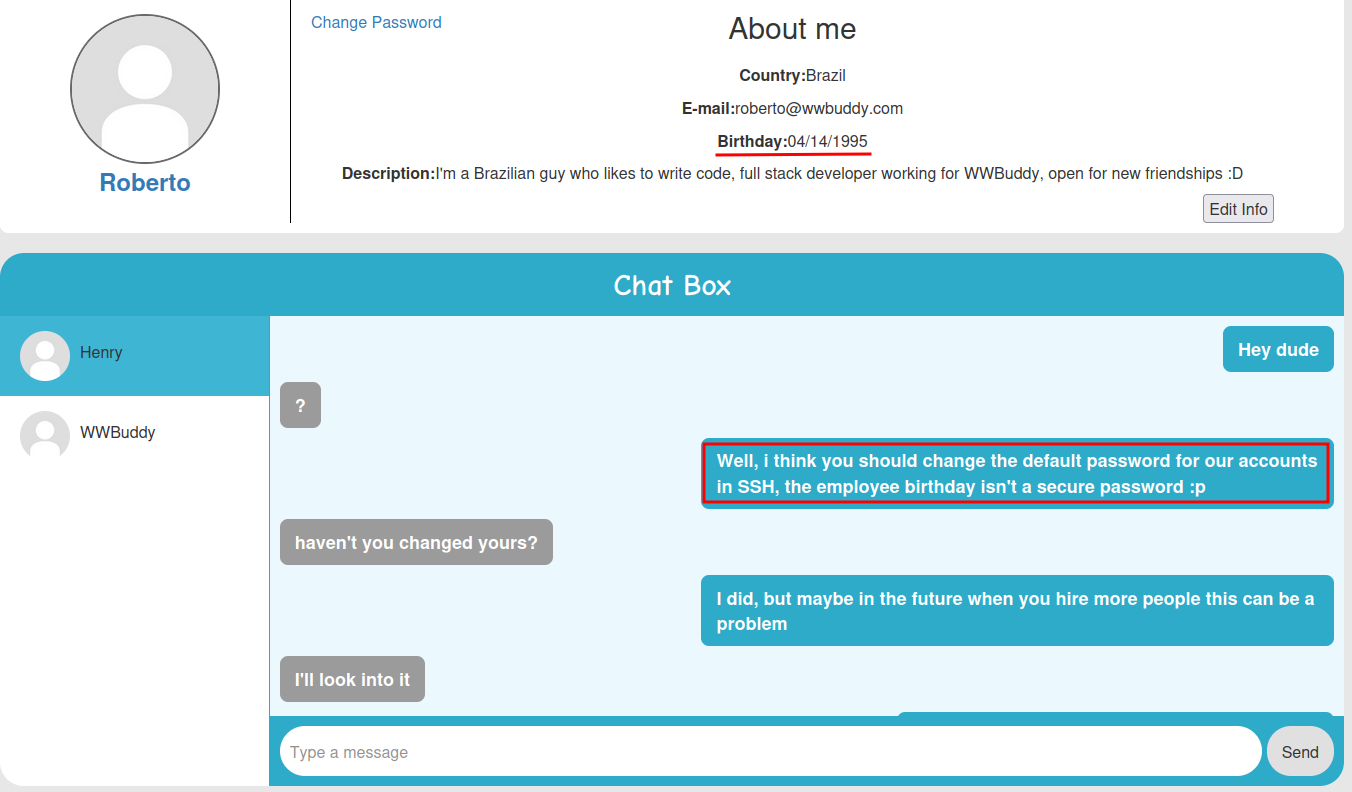 Change Password
About me
Country:Brazil
E-mail:roberto@wwbuddy.com
Birthday:04/14/1995
Description:I'm a Brazilian guy who likes to write code, full stack developer working for WWBuddy, open for new friendships :D
Roberto
Edit Info
Chat Box
Henry
WWBuddy
Hey dude
?
Well, i think you should change the default password for our accounts
in SSH, the employee birthday isn't a secure password :p
haven't you changed yours?
I did, but maybe in the future when you hire more people this can be a
problem
I'll look into it
Type a message
Send